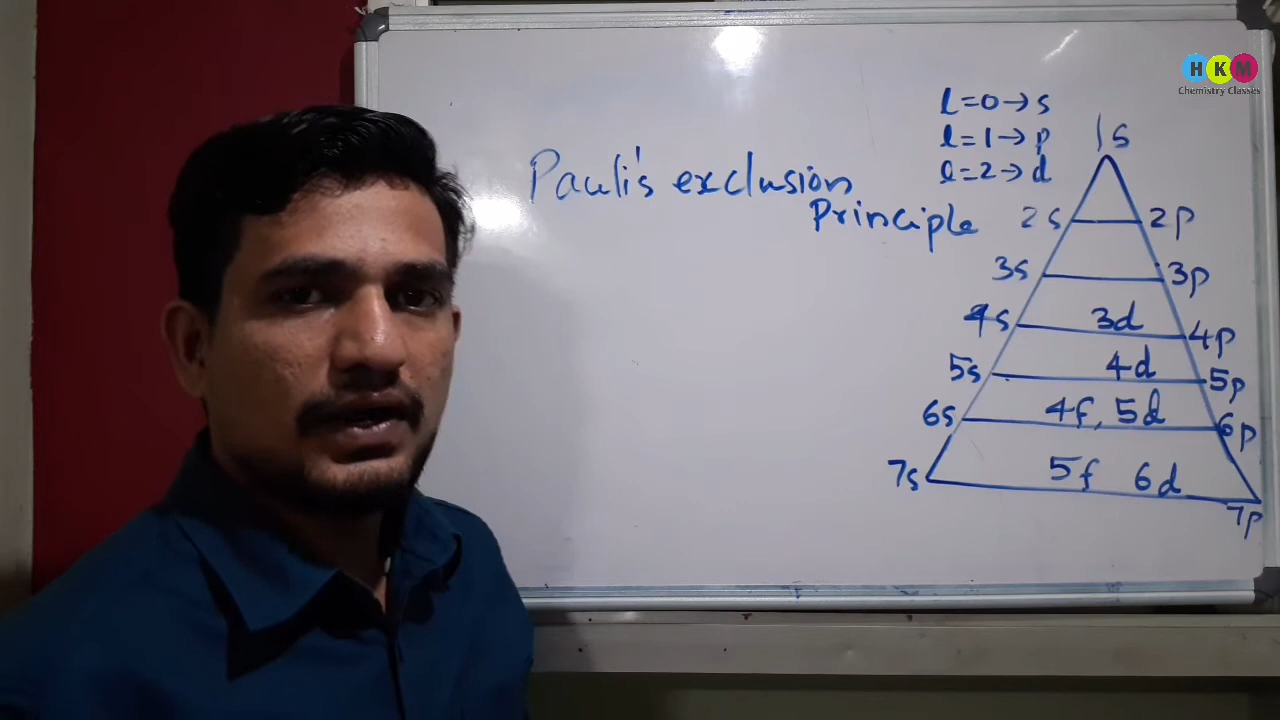 HKM
Chemistry Classes
l=0→s
l=1→p
l=2→d
Pauli's exclusion
Principle
1s
2s 2p
3s 3p
4s 3d 4p
5s 4d 5p
6s 4f, 5d 6p
7s 5f 6d 7p